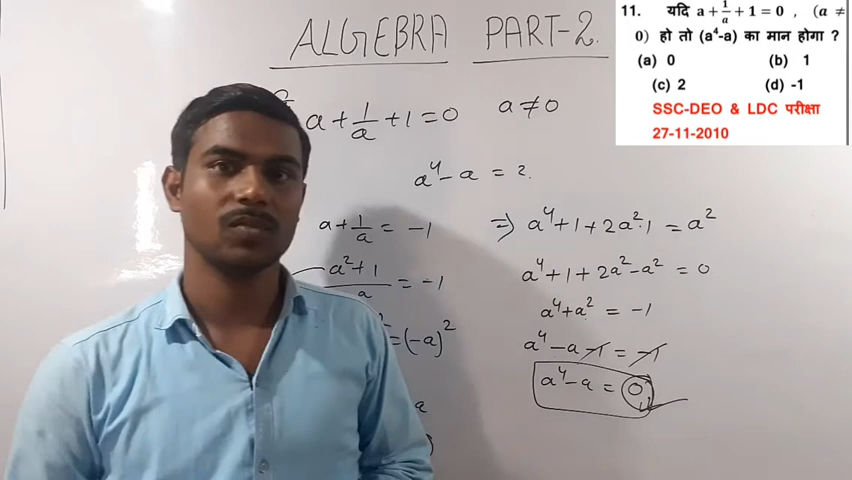 ALGEBRA PART-2.
a + 1/a + 1 = 0 a ≠ 0
a⁴ - a = ?
a + 1/a = -1
a² + 1 / a = -1
= (-a)²
a
⇒ a⁴ + 1 + 2a²·1 = a²
a⁴ + 1 + 2a² - a² = 0
a⁴ + a² = -1
a⁴ - a - 1 = -1
a⁴ - a = 0
11. यदि a + 1/a + 1 = 0 , (a ≠
0) हो तो (a⁴-a) का मान होगा ?
(a) 0 (b) 1
(c) 2 (d) -1
SSC-DEO & LDC परीक्षा
27-11-2010